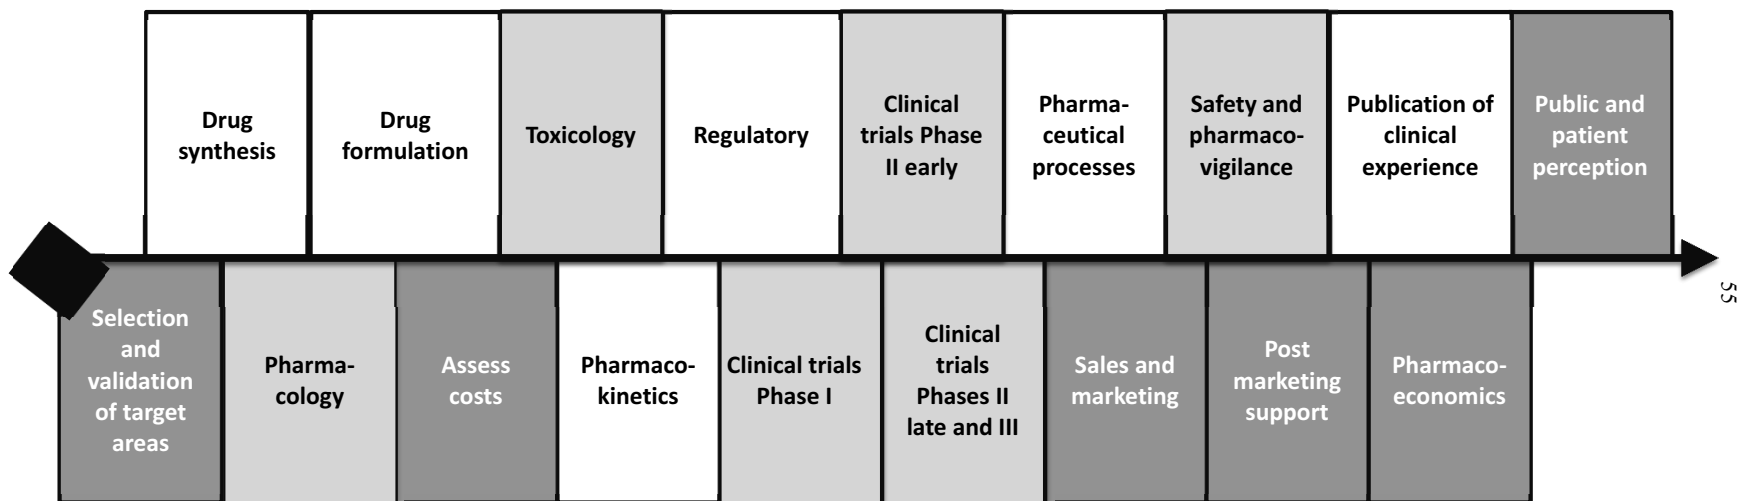 Drug
synthesis
Drug
formulation
Toxicology
Regulatory
Clinical
trials Phase
II early
Pharma-
ceutical
processes
Safety and
pharmaco-
vigilance
Publication of
clinical
experience
Public and
patient
perception
Selection
and
validation
of target
areas
Pharma-
cology
Assess
costs
Pharmaco-
kinetics
Clinical trials
Phase I
Clinical
trials
Phases II
late and III
Sales and
marketing
Post
marketing
support
Pharmaco-
economics
55